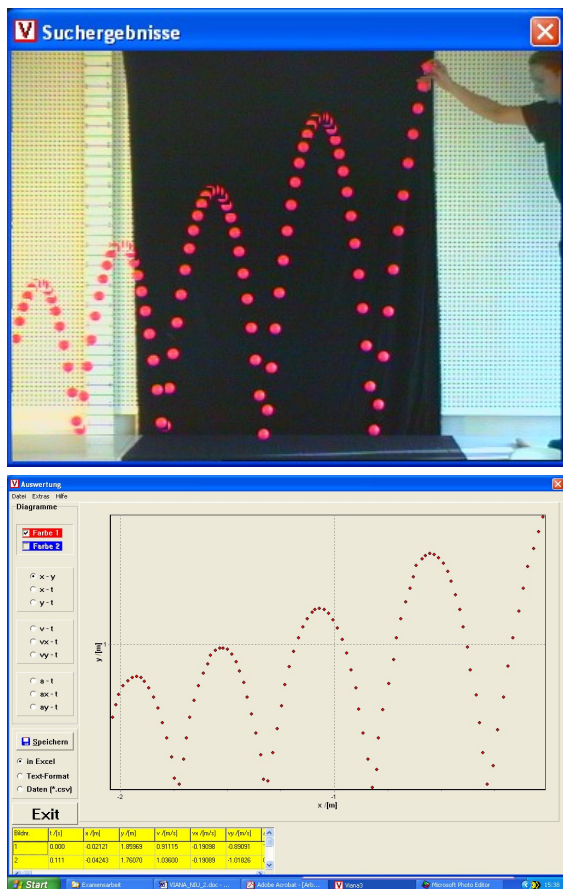 V Suchergebnisse
V Auswertung
Datei Extras Hilfe
Diagramme
Farbe 1
Farbe 2
x - y
x - t
y - t
v - t
vx - t
vy - t
a - t
ax - t
ay - t
Speichern
in Excel
Text-Format
Daten (*.csv)
Exit
y /[m]
1
-2
-1
x /[m]
Bildnr. t /[s] x /[m] y /[m] v /[m/s] vx /[m/s] vy /[m/s]
1 0.000 -0.02121 1.85969 0.91115 -0.19098 -0.89091
2 0.111 -0.04243 1.76070 1.03600 -0.19089 -1.01826
Start Examensarbeit VIANA_NEU_2.doc - ... Adobe Acrobat - [Arb... Viana3 Microsoft Photo Editor 15:38